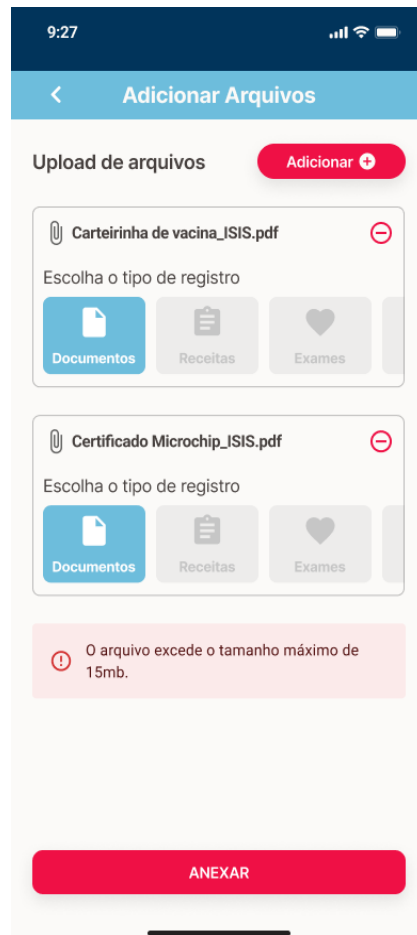 9:27
Adicionar Arquivos
Upload de arquivos
Adicionar
Carteirinha de vacina_ISIS.pdf
Escolha o tipo de registro
Documentos
Receitas
Exames
Certificado Microchip_ISIS.pdf
Escolha o tipo de registro
Documentos
Receitas
Exames
O arquivo excede o tamanho máximo de
15mb.
ANEXAR